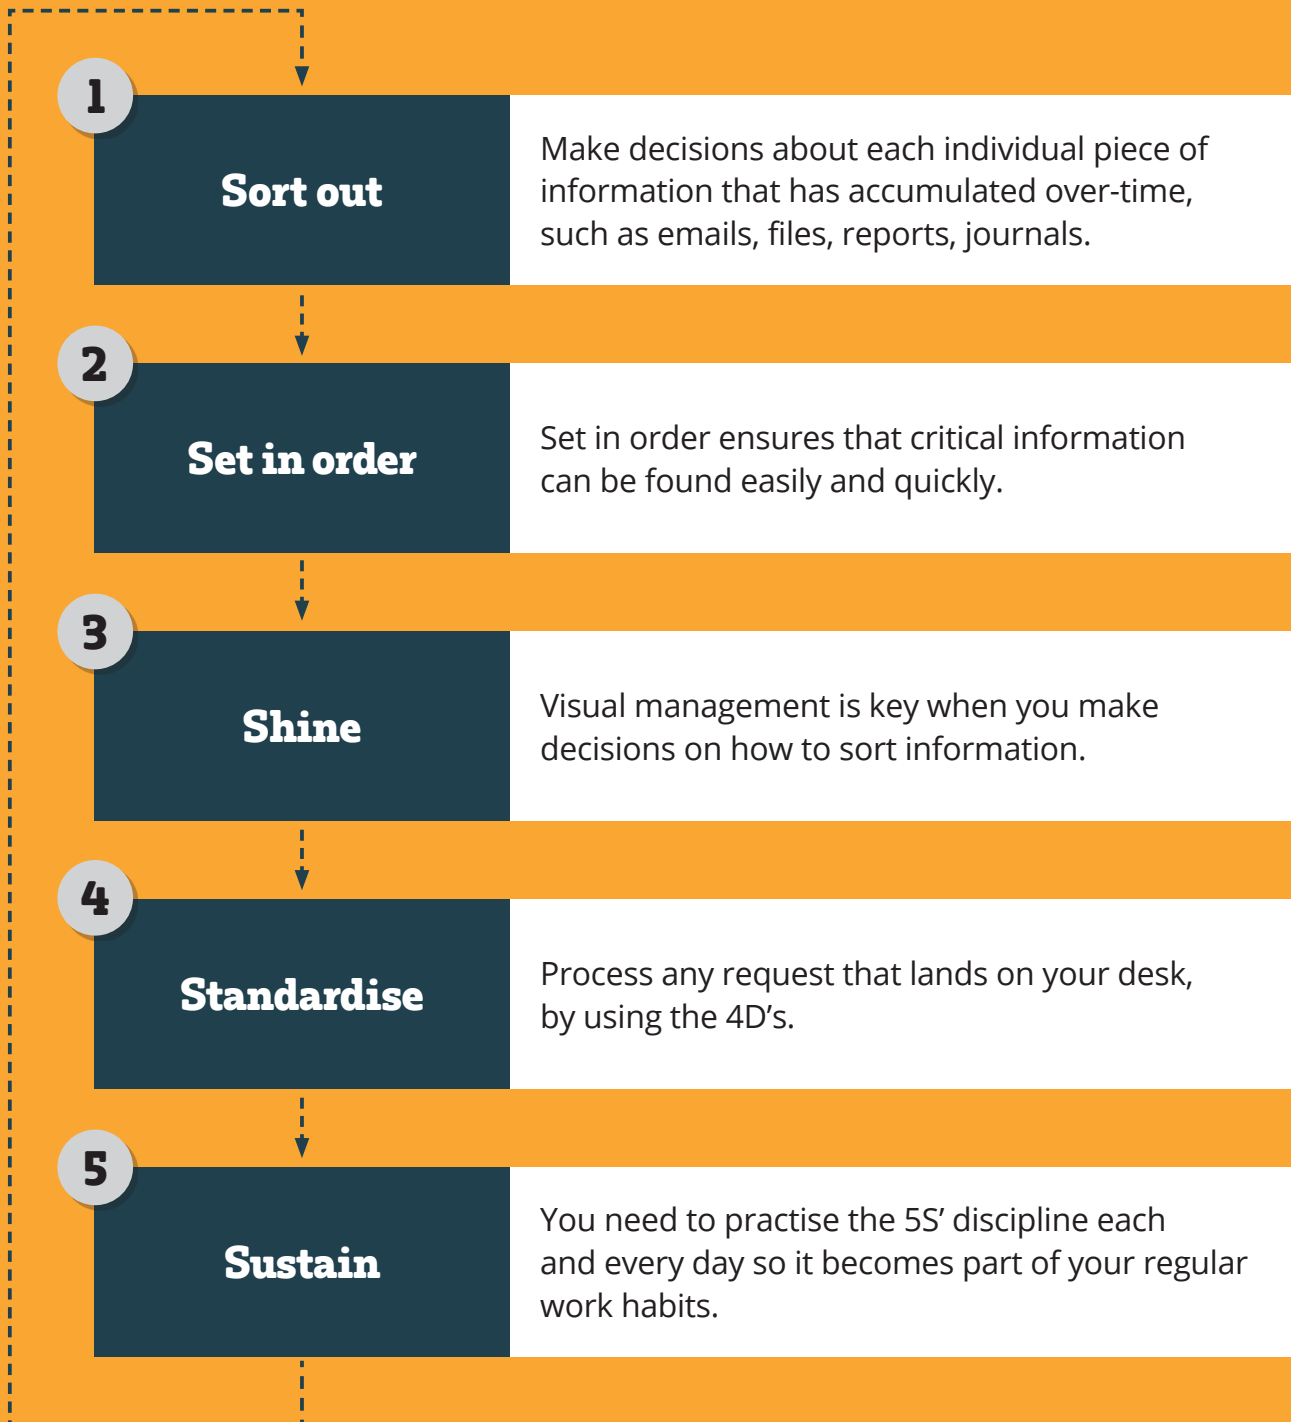 1
Sort out
Make decisions about each individual piece of
information that has accumulated over-time,
such as emails, files, reports, journals.
2
Set in order
Set in order ensures that critical information
can be found easily and quickly.
3
Shine
Visual management is key when you make
decisions on how to sort information.
4
Standardise
Process any request that lands on your desk,
by using the 4D’s.
5
Sustain
You need to practise the 5S’ discipline each
and every day so it becomes part of your regular
work habits.